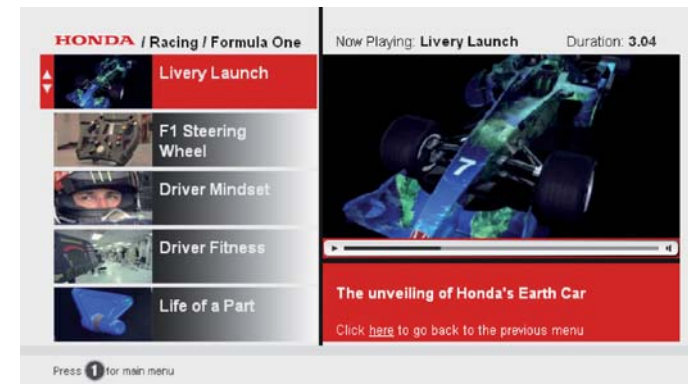 HONDA / Racing / Formula One
Livery Launch
F1 Steering
Wheel
Driver Mindset
Driver Fitness
Life of a Part
Now Playing: Livery Launch Duration: 3.04
7
The unveiling of Honda's Earth Car
Click here to go back to the previous menu
Press 1 for main menu